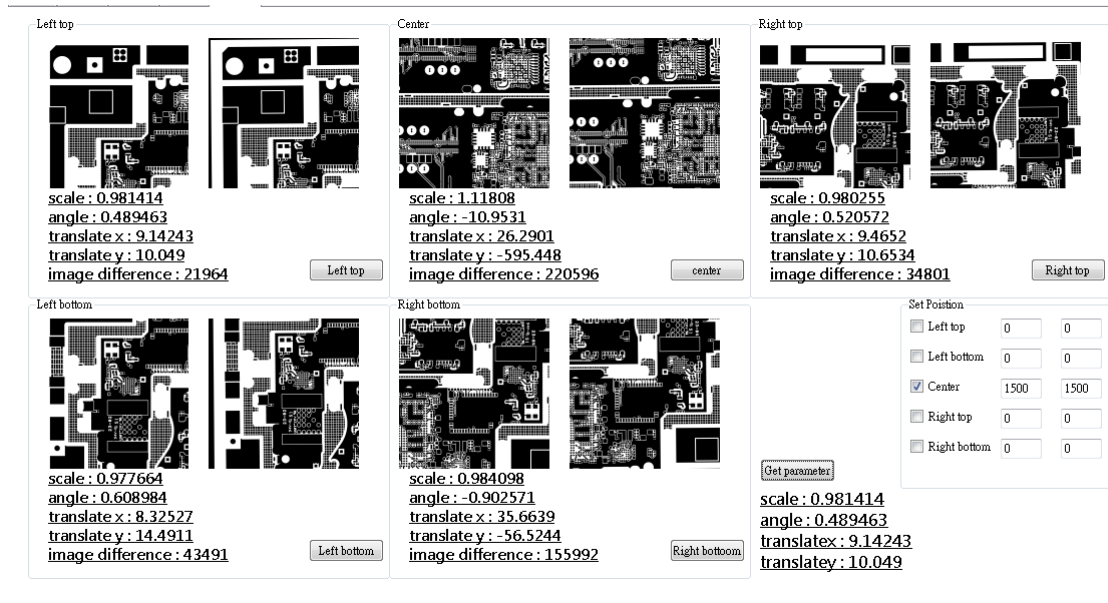 Left top
scale : 0.981414
angle : 0.489463
translate x : 9.14243
translate y : 10.049
image difference : 21964
Left top
Center
scale : 1.11808
angle : -10.9531
translate x : 26.2901
translate y : -595.448
image difference : 220596
center
Right top
scale : 0.980255
angle : 0.520572
translate x : 9.4652
translate y : 10.6534
image difference : 34801
Right top
Left bottom
scale : 0.977664
angle : 0.608984
translate x : 8.32527
translate y : 14.4911
image difference : 43491
Left bottom
Right bottom
scale : 0.984098
angle : -0.902571
translate x : 35.6639
translate y : -56.5244
image difference : 155992
Right bottoom
Set Poistion
Left top 0 0
Left bottom 0 0
Center 1500 1500
Right top 0 0
Right bottom 0 0
Get parameter
scale : 0.981414
angle : 0.489463
translatex : 9.14243
translatey : 10.049